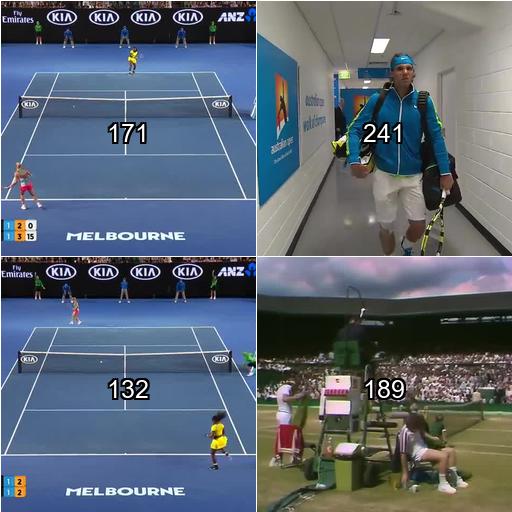 Fly
Emirates
KIA
KIA
KIA
KIA
ANZ
KIA
KIA
171
1 2 0
1 3 15
MELBOURNE
241
australian open
Fly
Emirates
KIA
KIA
KIA
KIA
ANZ
KIA
KIA
132
1 2
1 2
MELBOURNE
189